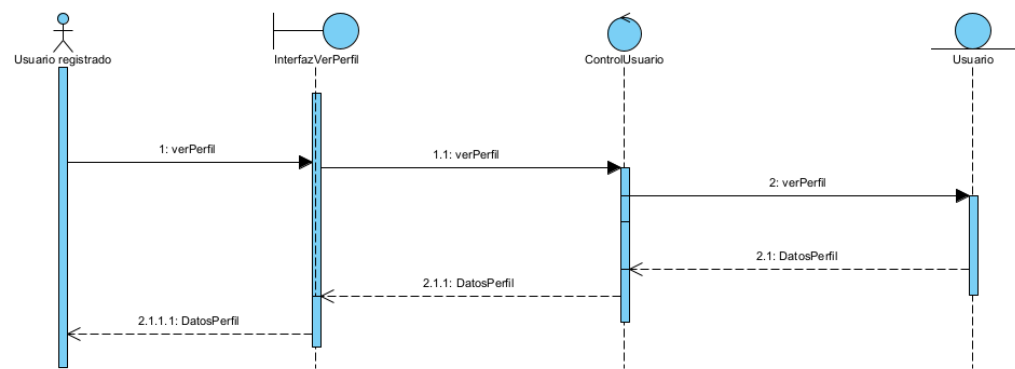 Usuario registrado
InterfazVerPerfil
ControlUsuario
Usuario
1: verPerfil
1.1: verPerfil
2: verPerfil
2.1: DatosPerfil
2.1.1: DatosPerfil
2.1.1.1: DatosPerfil